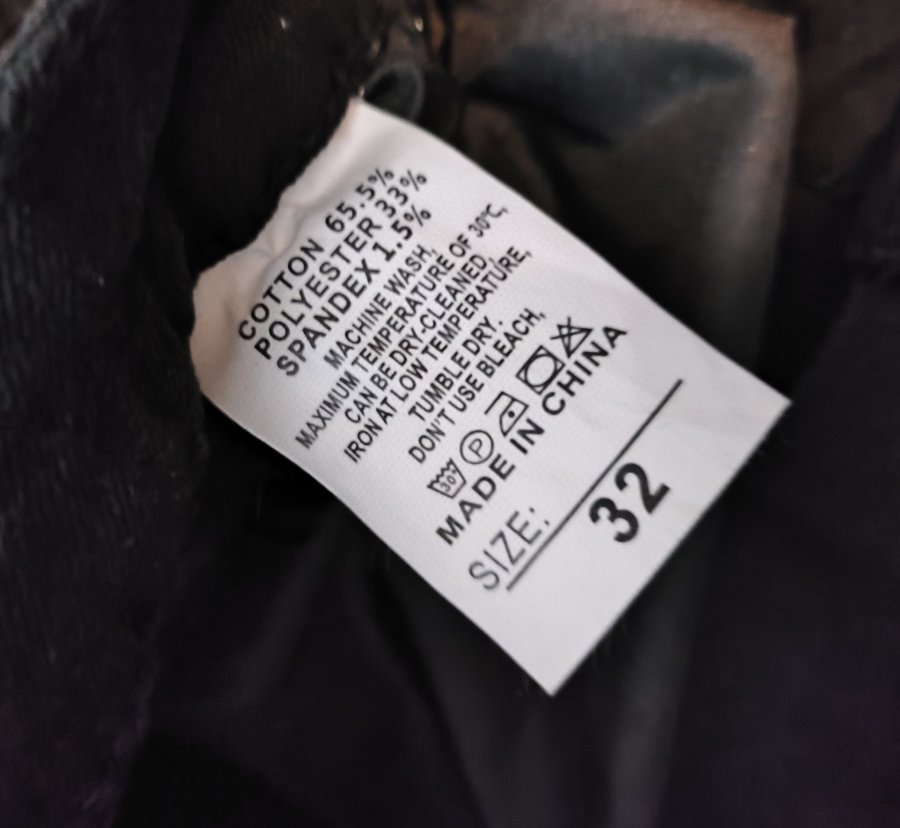 COTTON 65.5%
POLYESTER 33%
SPANDEX 1.5%
MACHINE WASH,
MAXIMUM TEMPERATURE OF 30℃,
CAN BE DRY-CLEANED,
IRON AT LOW TEMPERATURE,
TUMBLE DRY.
DON'T USE BLEACH,
30 P
MADE IN CHINA
SIZE:
32